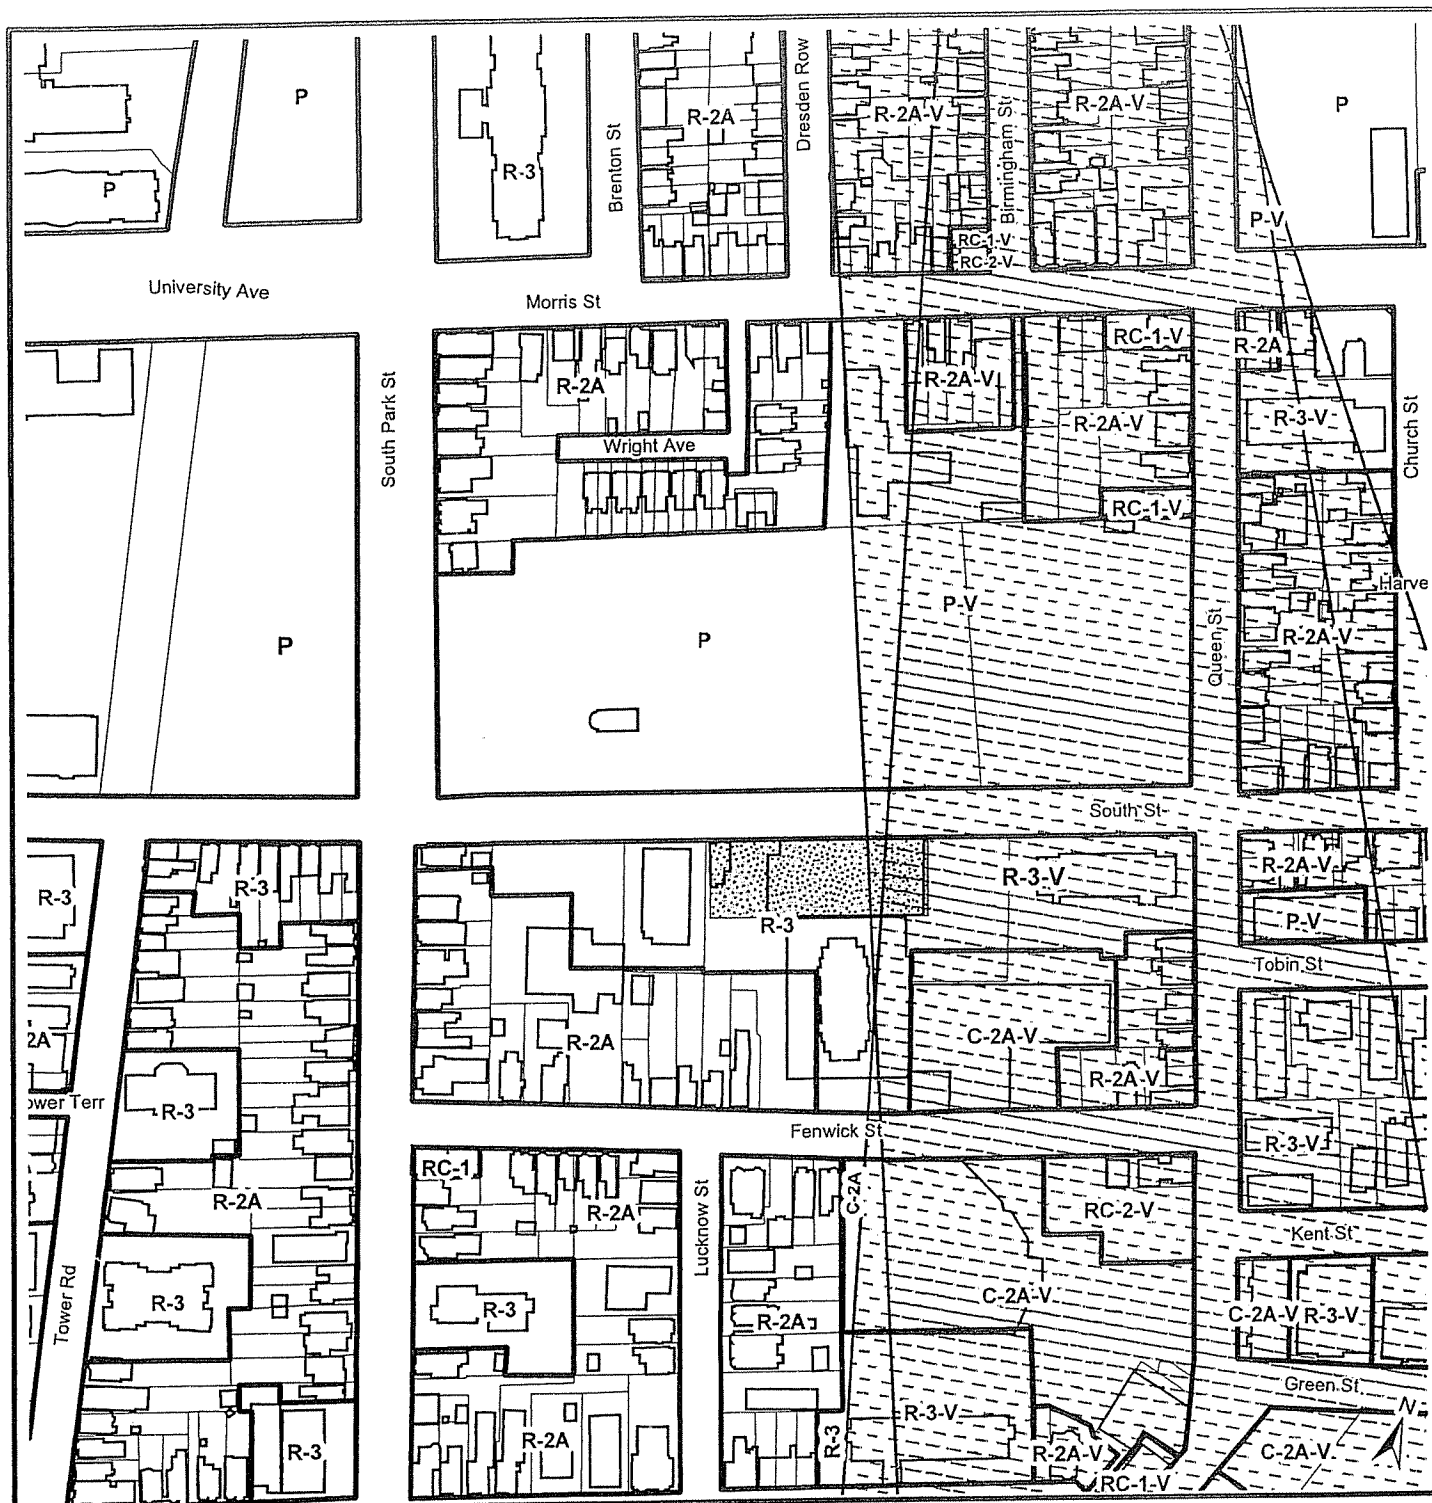 P
P
P
R-3
Brenton St
R-2A
Dresden Row
R-2A-V
Birmingham St
R-2A-V
P
P-V
RC-1-V
RC-2-V
University Ave
Morris St
South Park St
R-2A
Wright Ave
R-2A-V
RC-1-V
R-2A-V
RC-1-V
R-2A
R-3-V
Church St
Harve
P
P
P-V
Queen St
R-2A-V
South St
R-3
R-3
R-3
R-3-V
R-2A-V
P-V
Tobin St
2A
R-2A
C-2A-V
R-2A-V
ower Terr
R-3
Fenwick St
R-3-V
R-2A
RC-1
R-2A
Lucknow St
C-2A
RC-2-V
Kent St
Tower Rd
R-3
R-3
R-2A
C-2A-V
C-2A-V
R-3-V
Green St
R-3
R-2A
R-3
R-3-V
R-2A-V
RC-1-V
C-2A-V
N